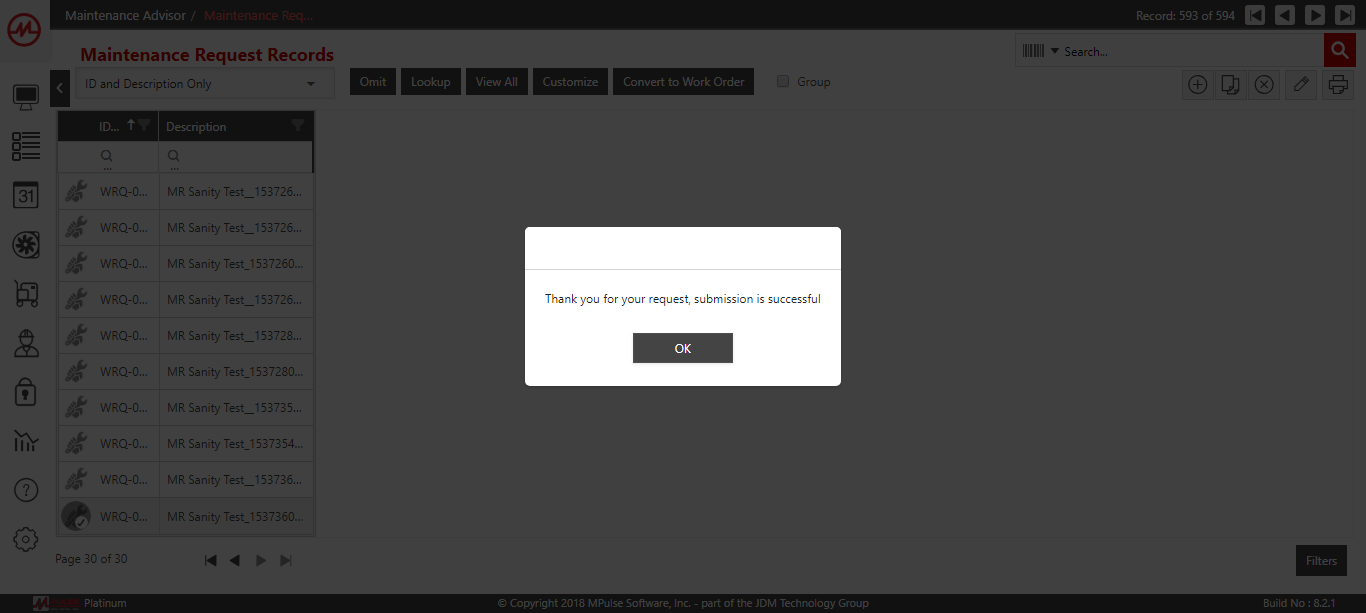 Maintenance Advisor / Maintenance Req...
Record: 593 of 594
Maintenance Request Records
Search...
ID and Description Only
Omit
Lookup
View All
Customize
Convert to Work Order
Group
ID...
Description
...
...
WRQ-0... MR Sanity Test__153726...
WRQ-0... MR Sanity Test__153726...
WRQ-0... MR Sanity Test_1537260...
WRQ-0... MR Sanity Test__153726...
WRQ-0... MR Sanity Test__153728...
WRQ-0... MR Sanity Test_1537280...
WRQ-0... MR Sanity Test__153735...
WRQ-0... MR Sanity Test_1537354...
WRQ-0... MR Sanity Test__153736...
WRQ-0... MR Sanity Test_1537360...
31
?
Thank you for your request, submission is successful
OK
Page 30 of 30
Filters
Platinum
© Copyright 2018 MPulse Software, Inc. - part of the JDM Technology Group
Build No : 8.2.1